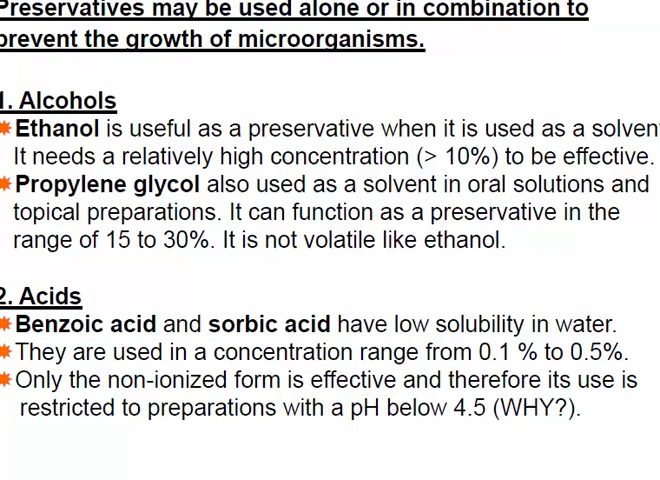 Preservatives may be used alone or in combination to
prevent the growth of microorganisms.
1. Alcohols
Ethanol is useful as a preservative when it is used as a solvent
It needs a relatively high concentration (> 10%) to be effective.
Propylene glycol also used as a solvent in oral solutions and
topical preparations. It can function as a preservative in the
range of 15 to 30%. It is not volatile like ethanol.
2. Acids
Benzoic acid and sorbic acid have low solubility in water.
They are used in a concentration range from 0.1 % to 0.5%.
Only the non-ionized form is effective and therefore its use is
restricted to preparations with a pH below 4.5 (WHY?).